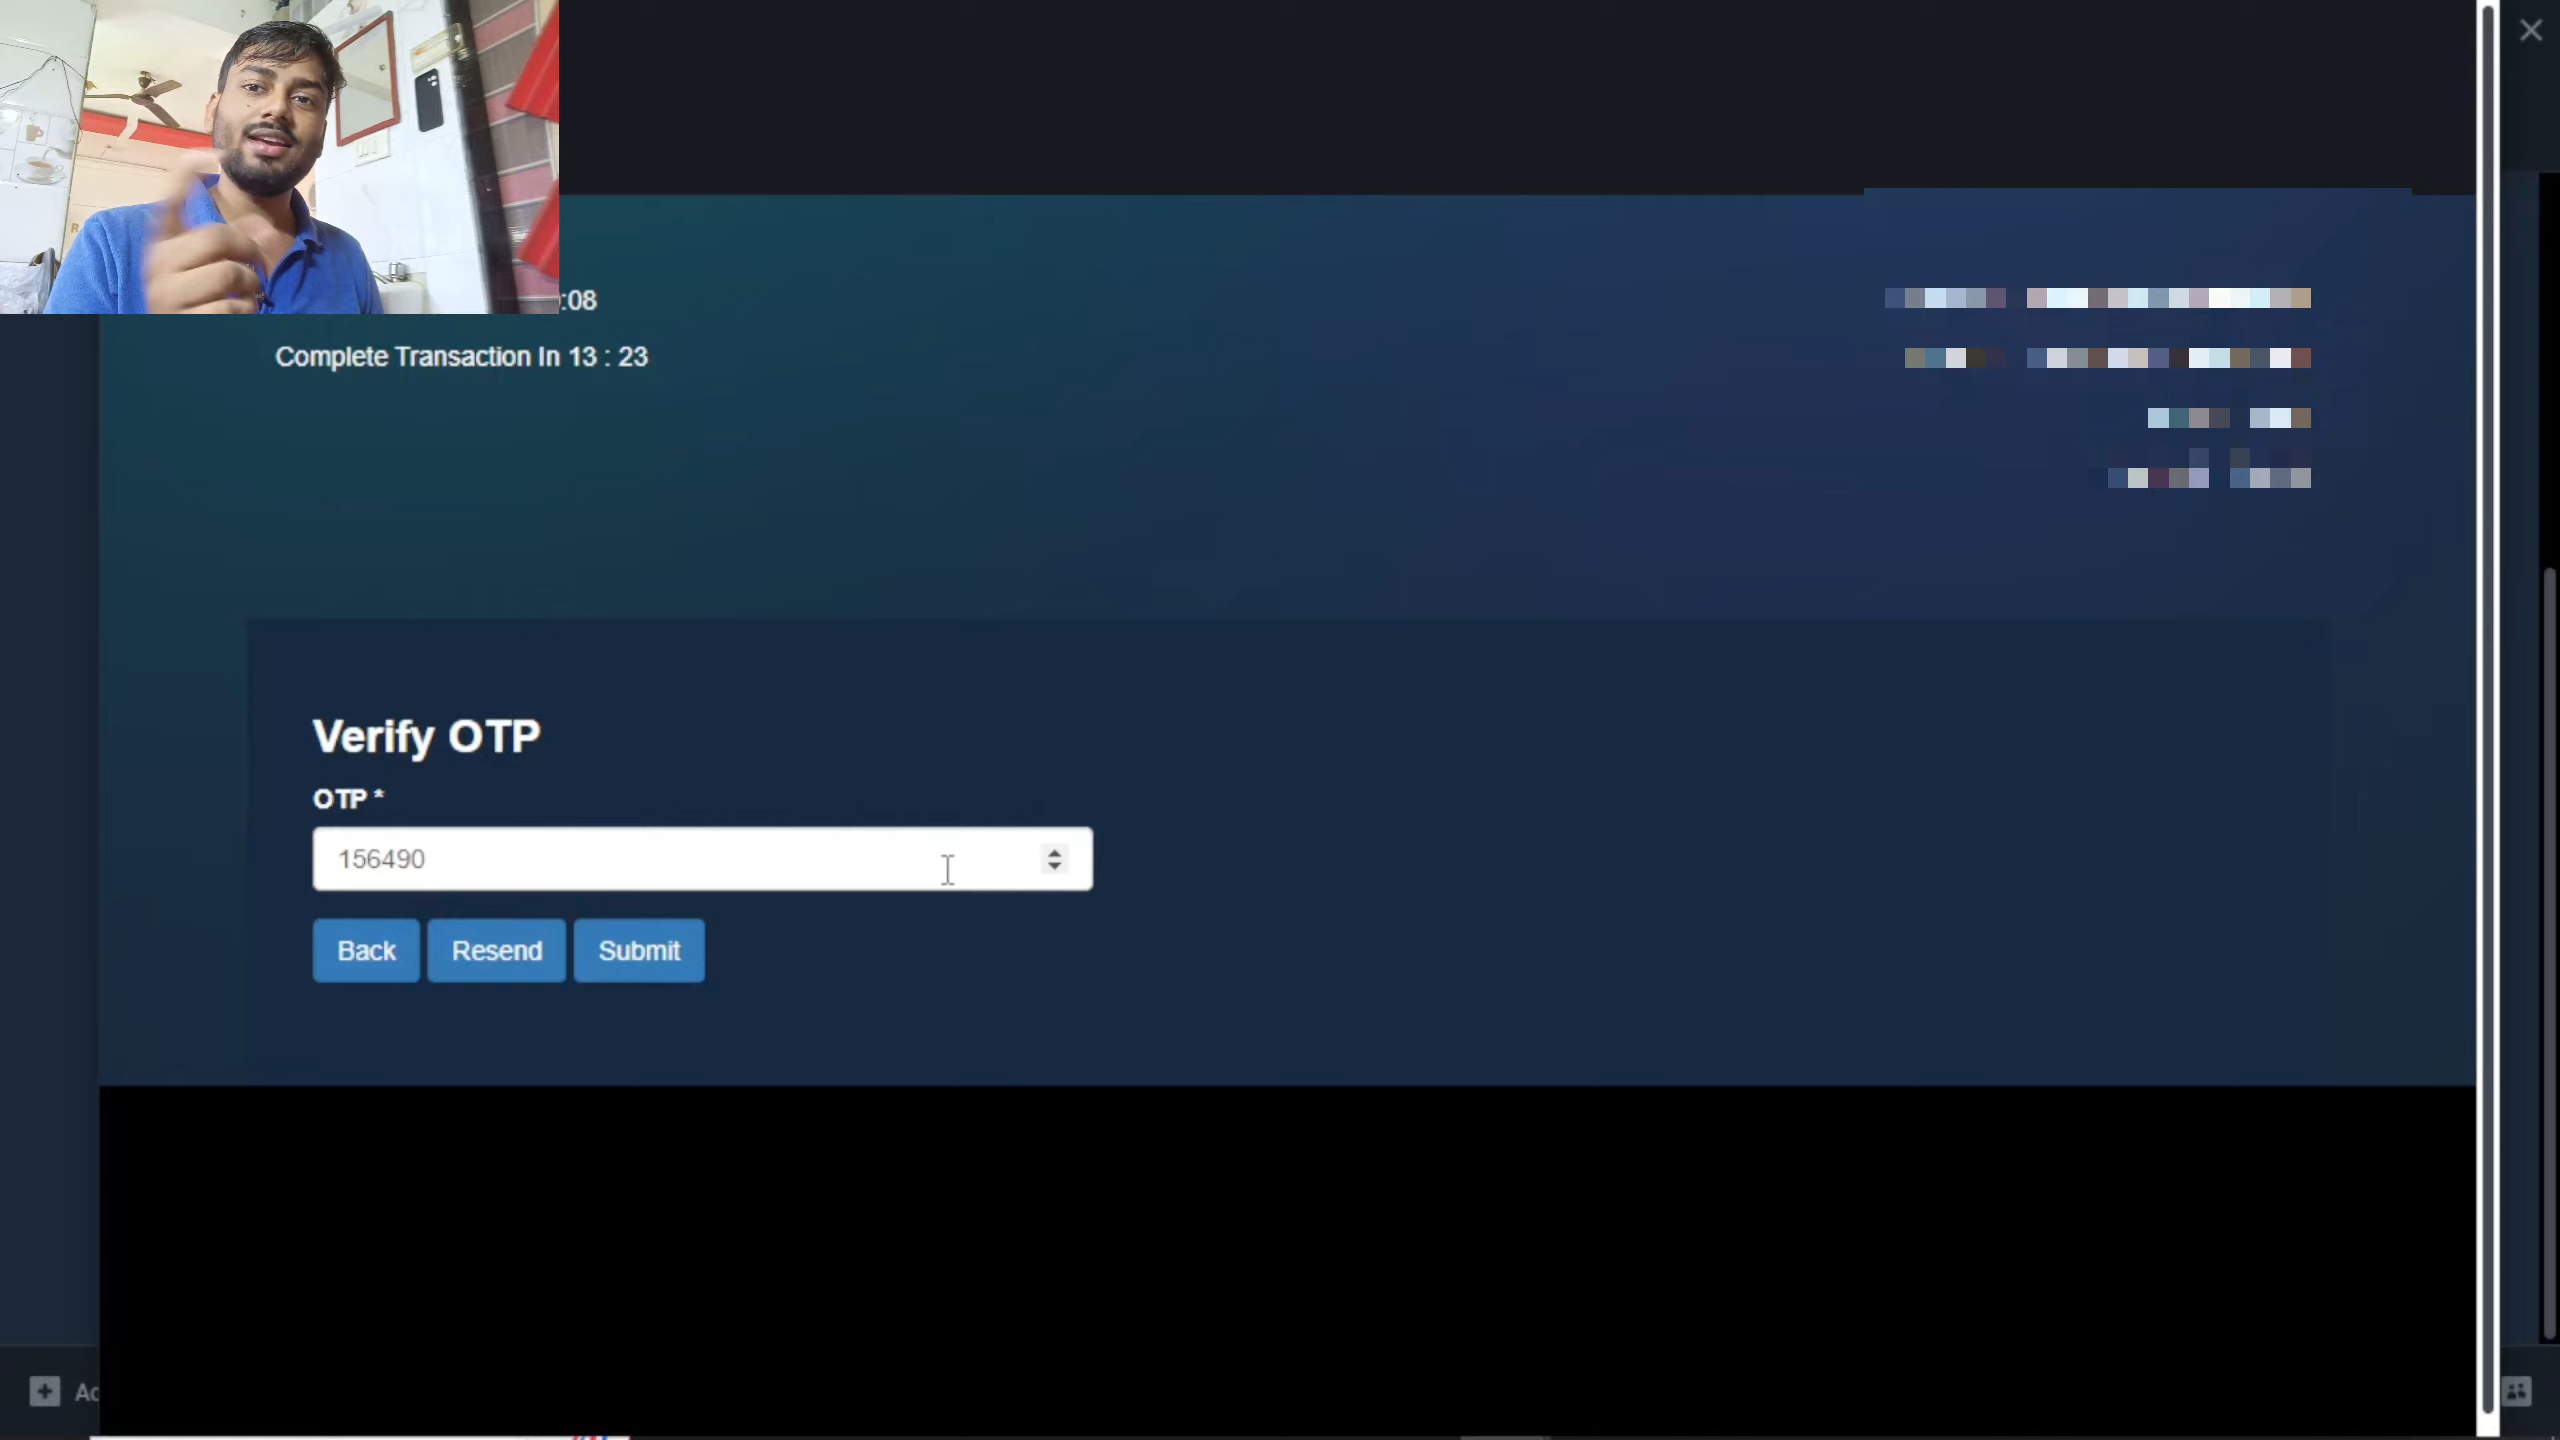 :08
Complete Transaction In 13 : 23
Verify OTP
OTP *
156490
Back Resend Submit